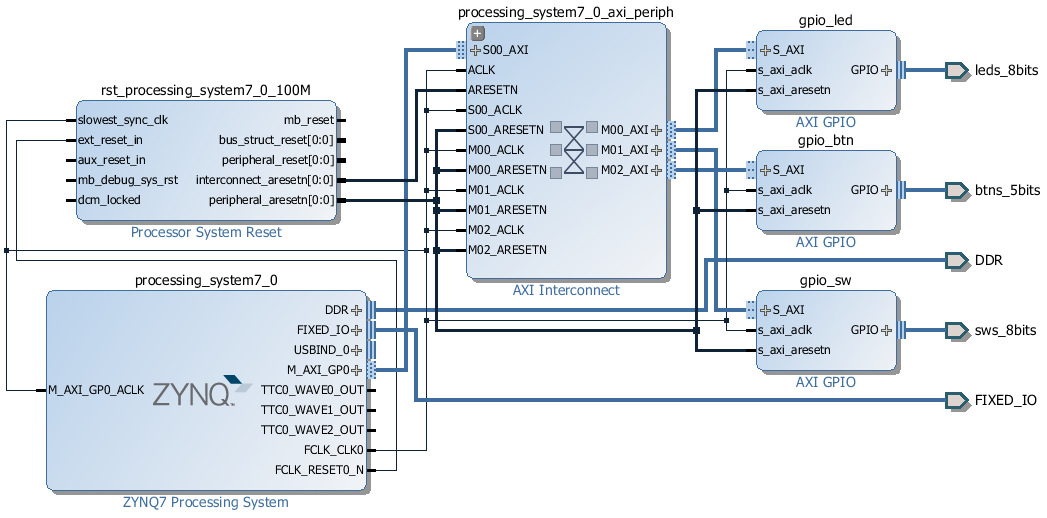 rst_processing_system7_0_100M
slowest_sync_clk
ext_reset_in
aux_reset_in
mb_debug_sys_rst
dcm_locked
mb_reset
bus_struct_reset[0:0]
peripheral_reset[0:0]
interconnect_aresetn[0:0]
peripheral_aresetn[0:0]
Processor System Reset
processing_system7_0
M_AXI_GP0_ACLK
ZYNQ
DDR
FIXED_IO
USBIND_0
M_AXI_GP0
TTC0_WAVE0_OUT
TTC0_WAVE1_OUT
TTC0_WAVE2_OUT
FCLK_CLK0
FCLK_RESET0_N
ZYNQ7 Processing System
processing_system7_0_axi_periph
S00_AXI
ACLK
ARESETN
S00_ACLK
S00_ARESETN
M00_ACLK
M00_ARESETN
M01_ACLK
M01_ARESETN
M02_ACLK
M02_ARESETN
M00_AXI
M01_AXI
M02_AXI
AXI Interconnect
gpio_led
S_AXI
s_axi_aclk
s_axi_aresetn
GPIO
AXI GPIO
gpio_btn
S_AXI
s_axi_aclk
s_axi_aresetn
GPIO
AXI GPIO
gpio_sw
S_AXI
s_axi_aclk
s_axi_aresetn
GPIO
AXI GPIO
leds_8bits
btns_5bits
DDR
sws_8bits
FIXED_IO